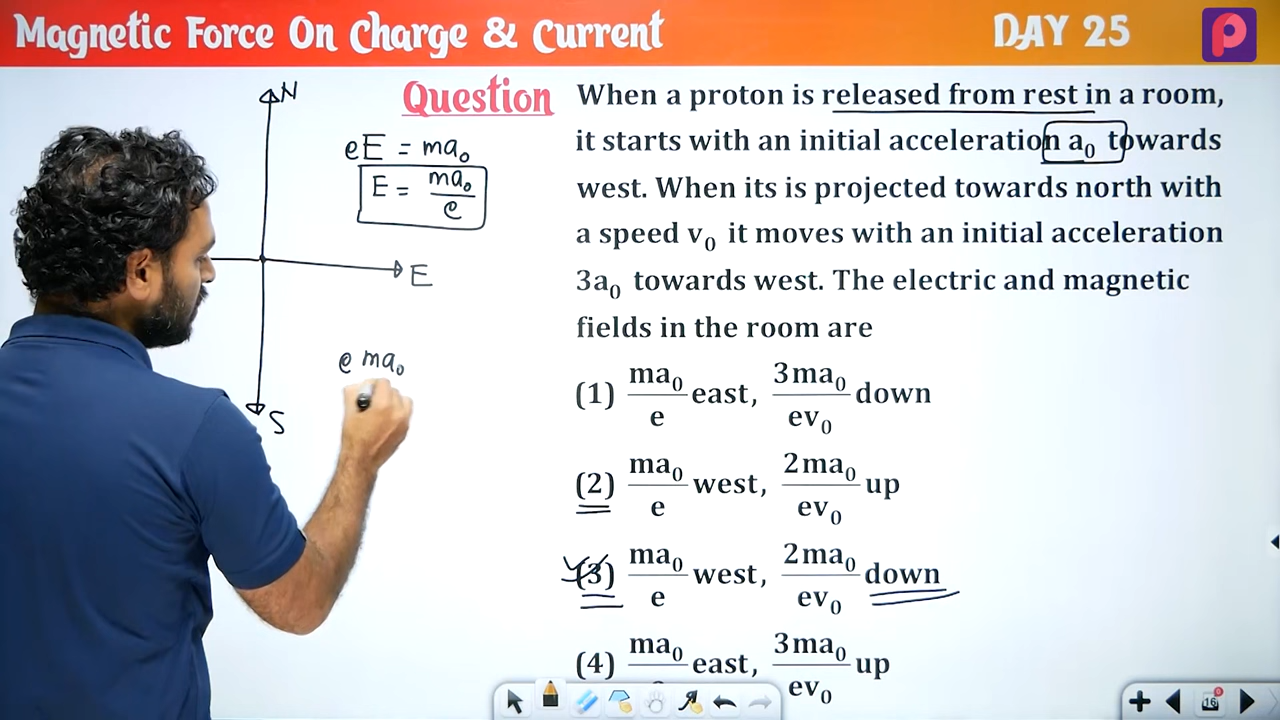 Magnetic Force On Charge & Current
DAY 25
N
E
S
eE = ma₀
E = ma₀/e
e ma₀
Question
When a proton is released from rest in a room,
it starts with an initial acceleration a₀ towards
west. When its is projected towards north with
a speed v₀ it moves with an initial acceleration
3a₀ towards west. The electric and magnetic
fields in the room are
(1) ma₀/e east, 3ma₀/ev₀ down
(2) ma₀/e west, 2ma₀/ev₀ up
(3) ma₀/e west, 2ma₀/ev₀ down
(4) ma₀/e east, 3ma₀/ev₀ up
16